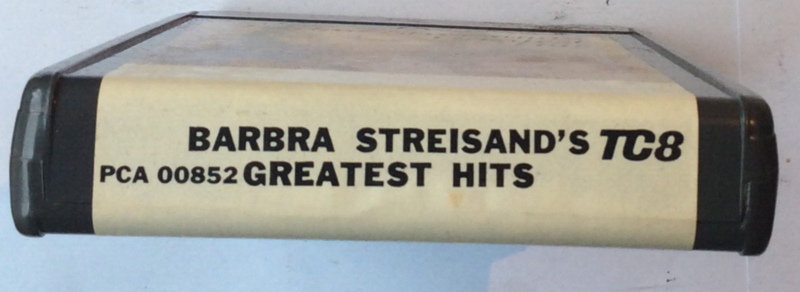 BARBRA STREISAND'S TC8
PCA 00852 GREATEST HITS